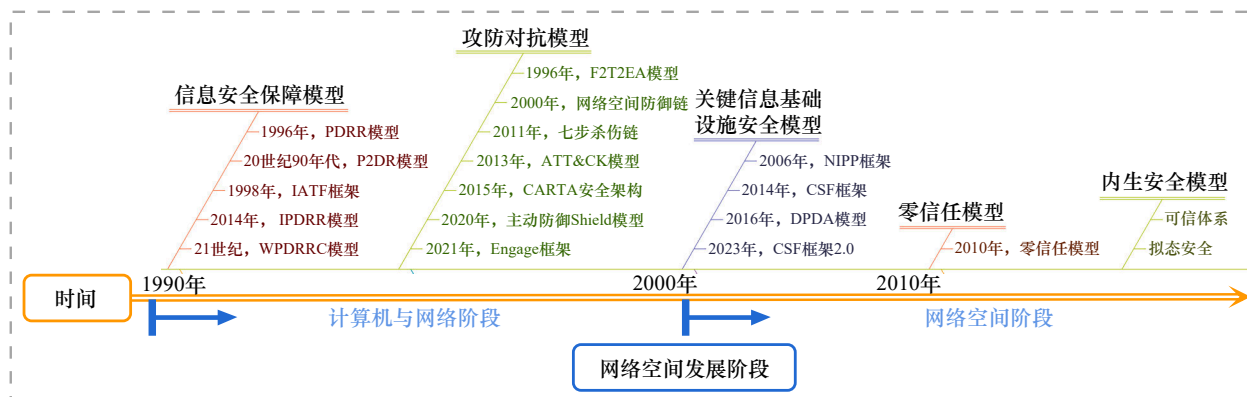 信息安全保障模型
1996年，PDRR模型
20世纪90年代，P2DR模型
1998年，IATF框架
2014年， IPDRR模型
21世纪，WPDRRC模型
攻防对抗模型
1996年，F2T2EA模型
2000年，网络空间防御链
2011年，七步杀伤链
2013年，ATT&CK模型
2015年，CARTA安全架构
2020年，主动防御Shield模型
2021年，Engage框架
关键信息基础
设施安全模型
2006年，NIPP框架
2014年，CSF框架
2016年，DPDA模型
2023年，CSF框架2.0
零信任模型
2010年，零信任模型
内生安全模型
可信体系
拟态安全
时间
1990年
2000年
2010年
计算机与网络阶段
网络空间阶段
网络空间发展阶段